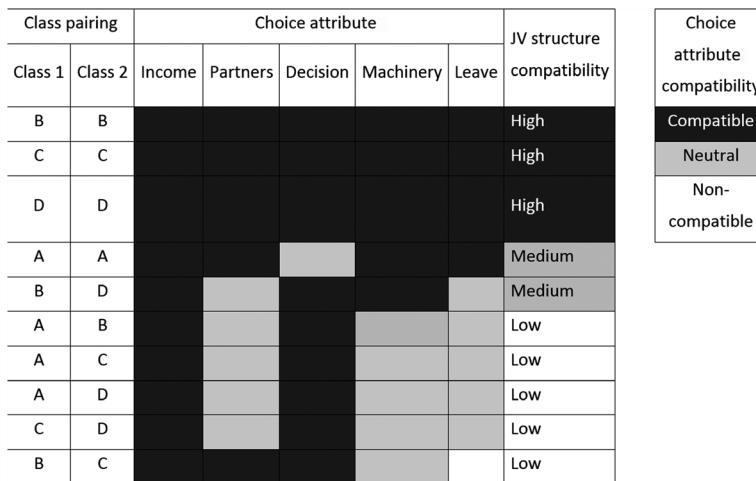 Class pairing Choice attribute JV structure compatibility
Class 1 Class 2 Income Partners Decision Machinery Leave
B B High
C C High
D D High
A A Medium
B D Medium
A B Low
A C Low
A D Low
C D Low
B C Low
Choice
attribute
compatibility
Compatible
Neutral
Non-
compatible